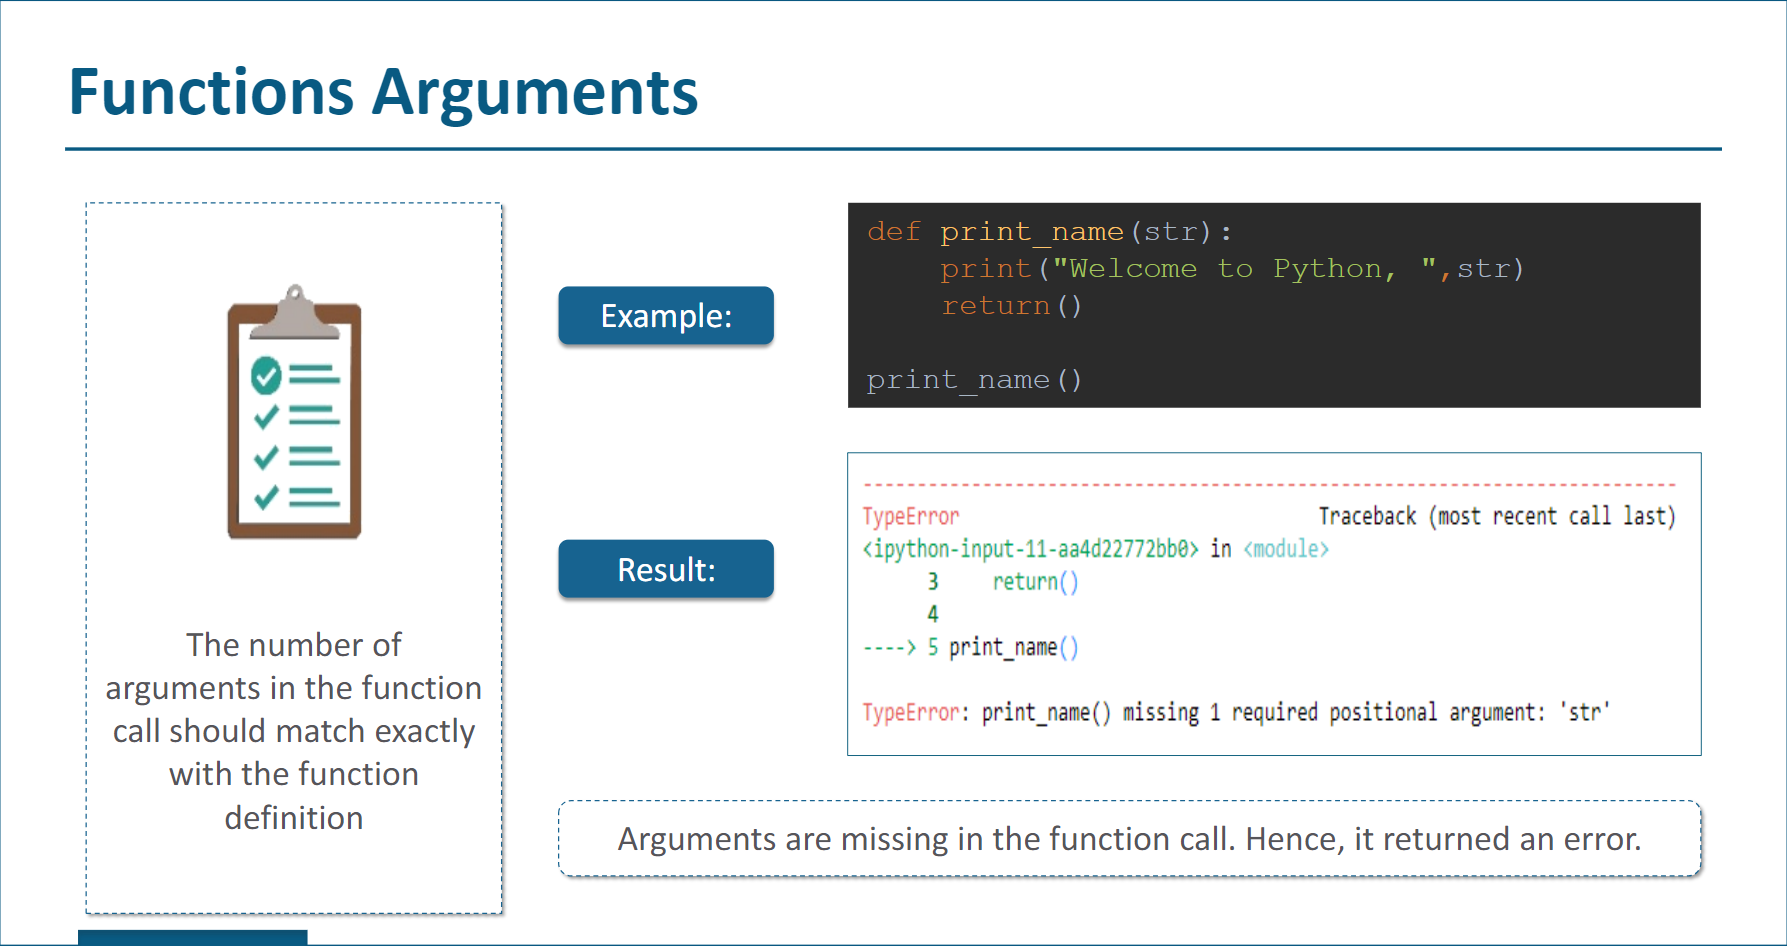 Functions Arguments
The number of
arguments in the function
call should match exactly
with the function
definition
Example:
def print_name(str):
    print("Welcome to Python, ",str)
    return()
print_name()
Result:
---------------------------------------------------------------------------
TypeError                                 Traceback (most recent call last)
<ipython-input-11-aa4d22772bb0> in <module>
      3     return()
      4
----> 5 print_name()
TypeError: print_name() missing 1 required positional argument: 'str'
Arguments are missing in the function call. Hence, it returned an error.